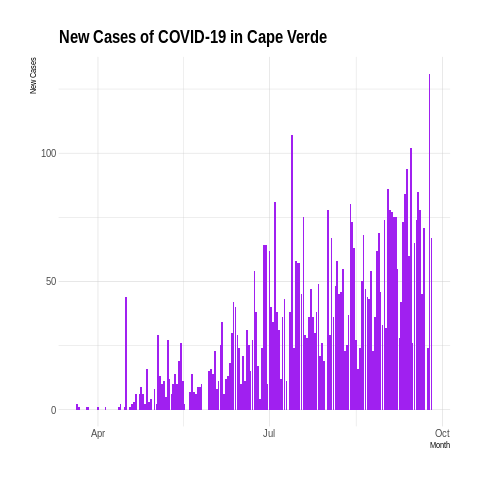 New Cases of COVID-19 in Cape Verde
New Cases
100
50
0
Apr
Jul
Oct
Month